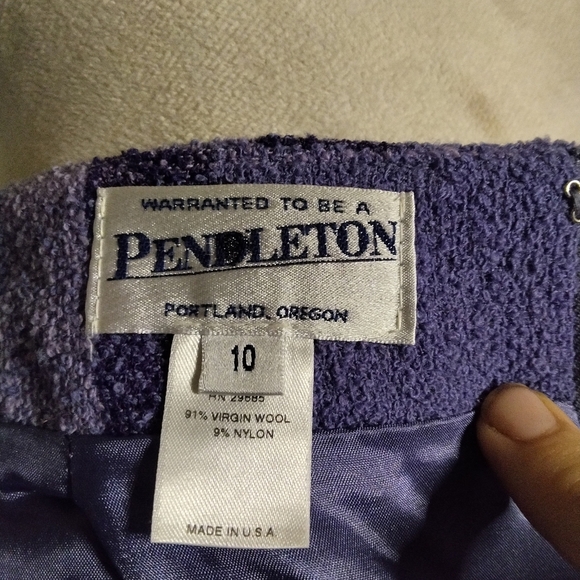 WARRANTED TO BE A
PENDLETON
PORTLAND, OREGON
10
RN 29685
91% VIRGIN WOOL
9% NYLON
MADE IN U.S.A.